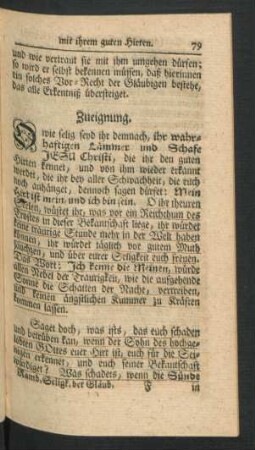 mit ihrem guten Hirten. 79
und wie vertraut sie mit ihm umgehen dürfen;
so wird er selbst bekennen müssen, daß hierinnen
ein solches Vor-Recht der Gläubigen bestehe,
das alle Erkenntniß übersteiget.
Zueignung.
O wie selig seyd ihr demnach, ihr wahr-
haftigen Lämmer und Schafe
JESU Christi, die ihr den guten
Hirten kennet, und von ihm wieder erkannt
werdet, die ihr bey aller Schwachheit, die euch
noch anhänget, dennoch sagen dürfet: Mein
Hirt ist mein und ich bin sein. O ihr theuren
Seelen, wüstet ihr, was vor ein Reichthum des
Trostes in dieser Bekantschaft liege, ihr würdet
keine traurige Stunde mehr in der Welt haben
können, ihr würdet täglich vor gutem Muth
jauchzen, und über eurer Seligkeit euch freuen.
Das Wort: Ich kenne die Meinen, würde
allen Nebel der Traurigkeit, wie die aufgehende
Sonne die Schatten der Nacht, vertreiben,
und keinen ängstlichen Kummer zu Kräften
kommen lassen.
Saget doch, was ists, das euch schaden
und betrüben kan, wenn der Sohn des hochge-
lobten GOttes euer Hirt ist, euch für die Sei-
nigen erkennet, und euch seiner Bekantschaft
würdiget? Was schadets, wenn die Sünde
Ramb. Seligk. der Gläub. F in